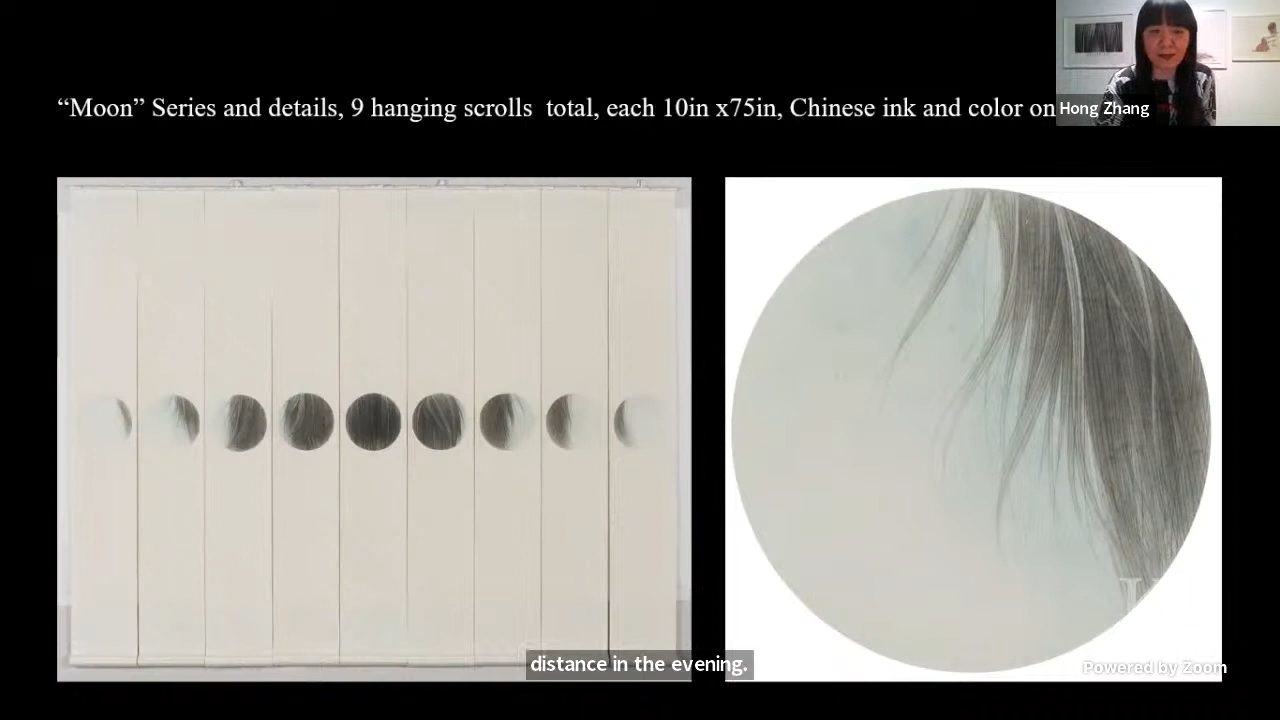 “Moon” Series and details, 9 hanging scrolls total, each 10in x75in, Chinese ink and color on
Hong Zhang
distance in the evening.
Powered by Zoom